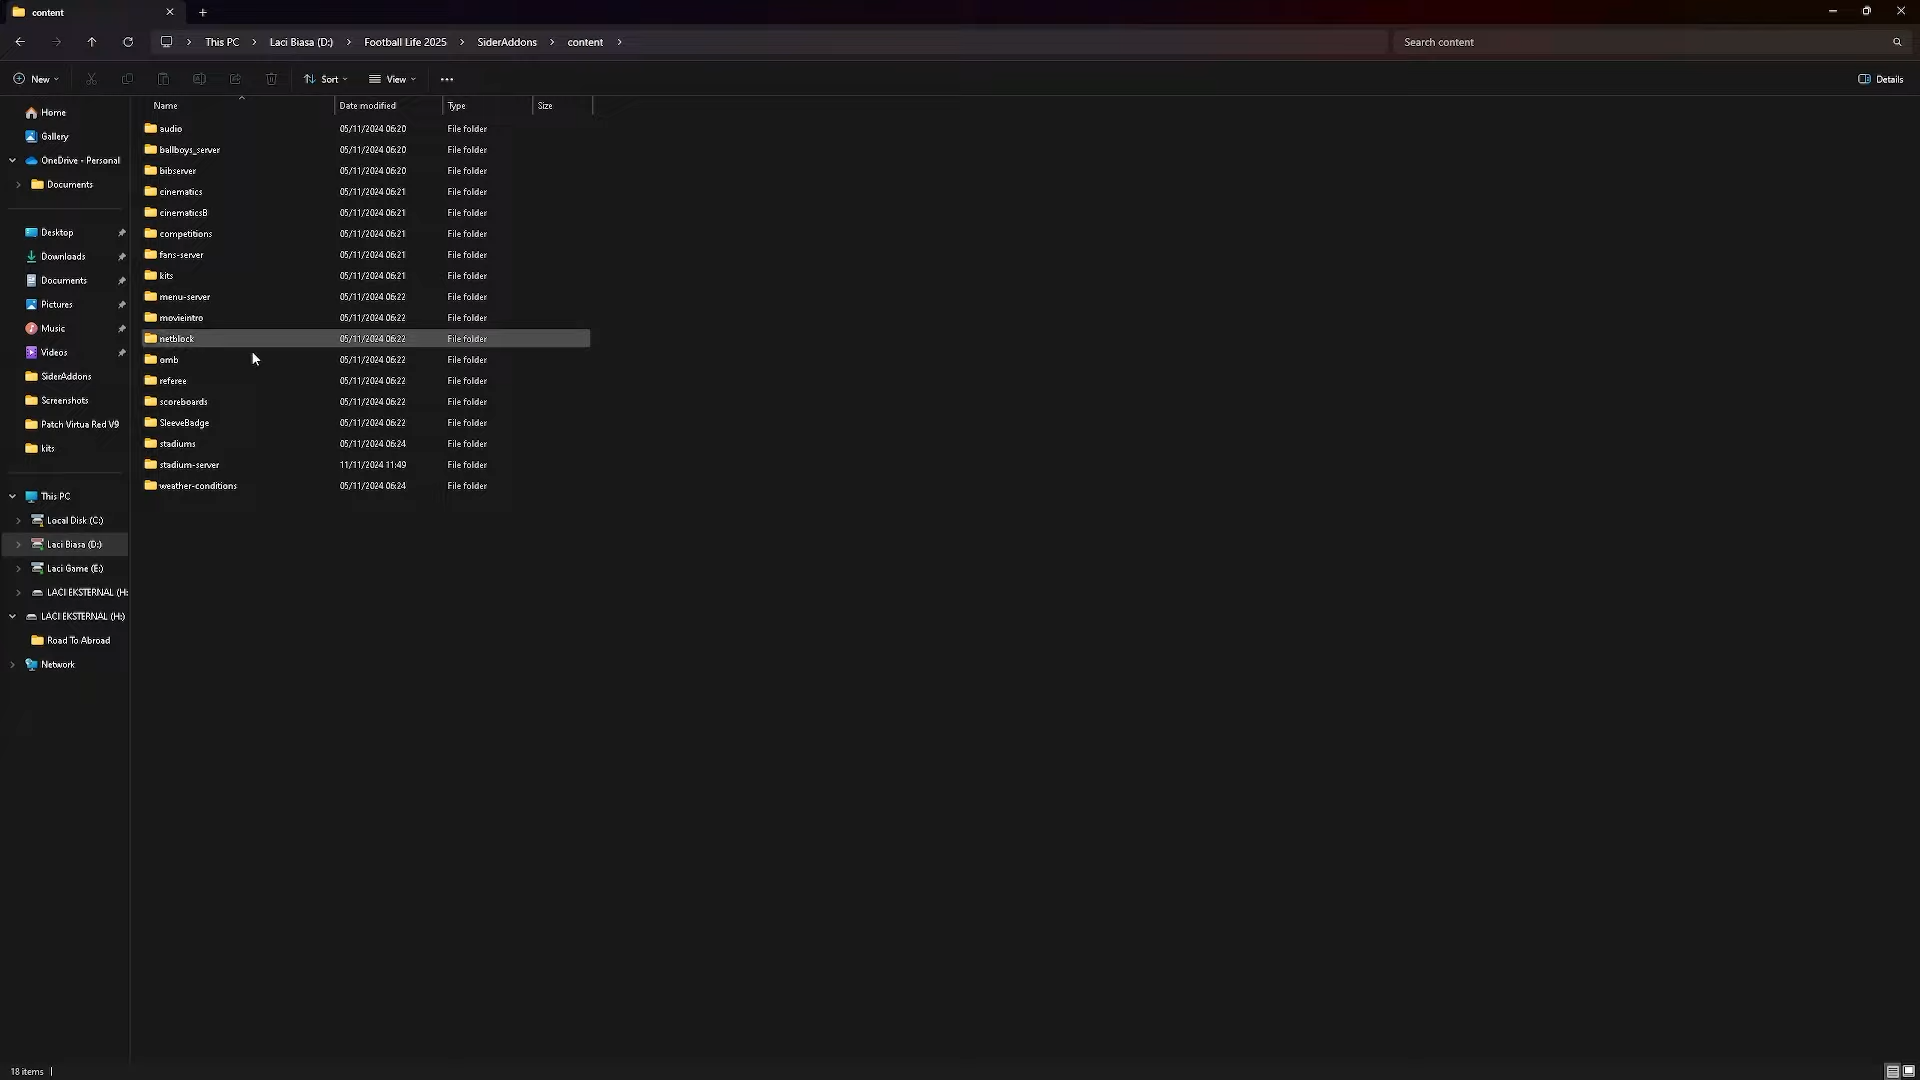 content
This PC > Laci Biasa (D:) > Football Life 2025 > SiderAddons > content >
Search content
New
Sort
View
Details
Name Date modified Type Size
Home
Gallery
OneDrive - Personal
Documents
Desktop
Downloads
Documents
Pictures
Music
Videos
SiderAddons
Screenshots
Patch Virtua Red V9
kits
This PC
Local Disk (C:)
Laci Biasa (D:)
Laci Game (E:)
LACI EKSTERNAL (H:
LACI EKSTERNAL (H:)
Road To Abroad
Network
audio 05/11/2024 06:20 File folder
ballboys_server 05/11/2024 06:20 File folder
bibserver 05/11/2024 06:20 File folder
cinematics 05/11/2024 06:21 File folder
cinematicsB 05/11/2024 06:21 File folder
competitions 05/11/2024 06:21 File folder
fans-server 05/11/2024 06:21 File folder
kits 05/11/2024 06:21 File folder
menu-server 05/11/2024 06:22 File folder
movieintro 05/11/2024 06:22 File folder
netblock 05/11/2024 06:22 File folder
omb 05/11/2024 06:22 File folder
referee 05/11/2024 06:22 File folder
scoreboards 05/11/2024 06:22 File folder
SleeveBadge 05/11/2024 06:22 File folder
stadiums 05/11/2024 06:24 File folder
stadium-server 11/11/2024 11:49 File folder
weather-conditions 05/11/2024 06:24 File folder
18 items